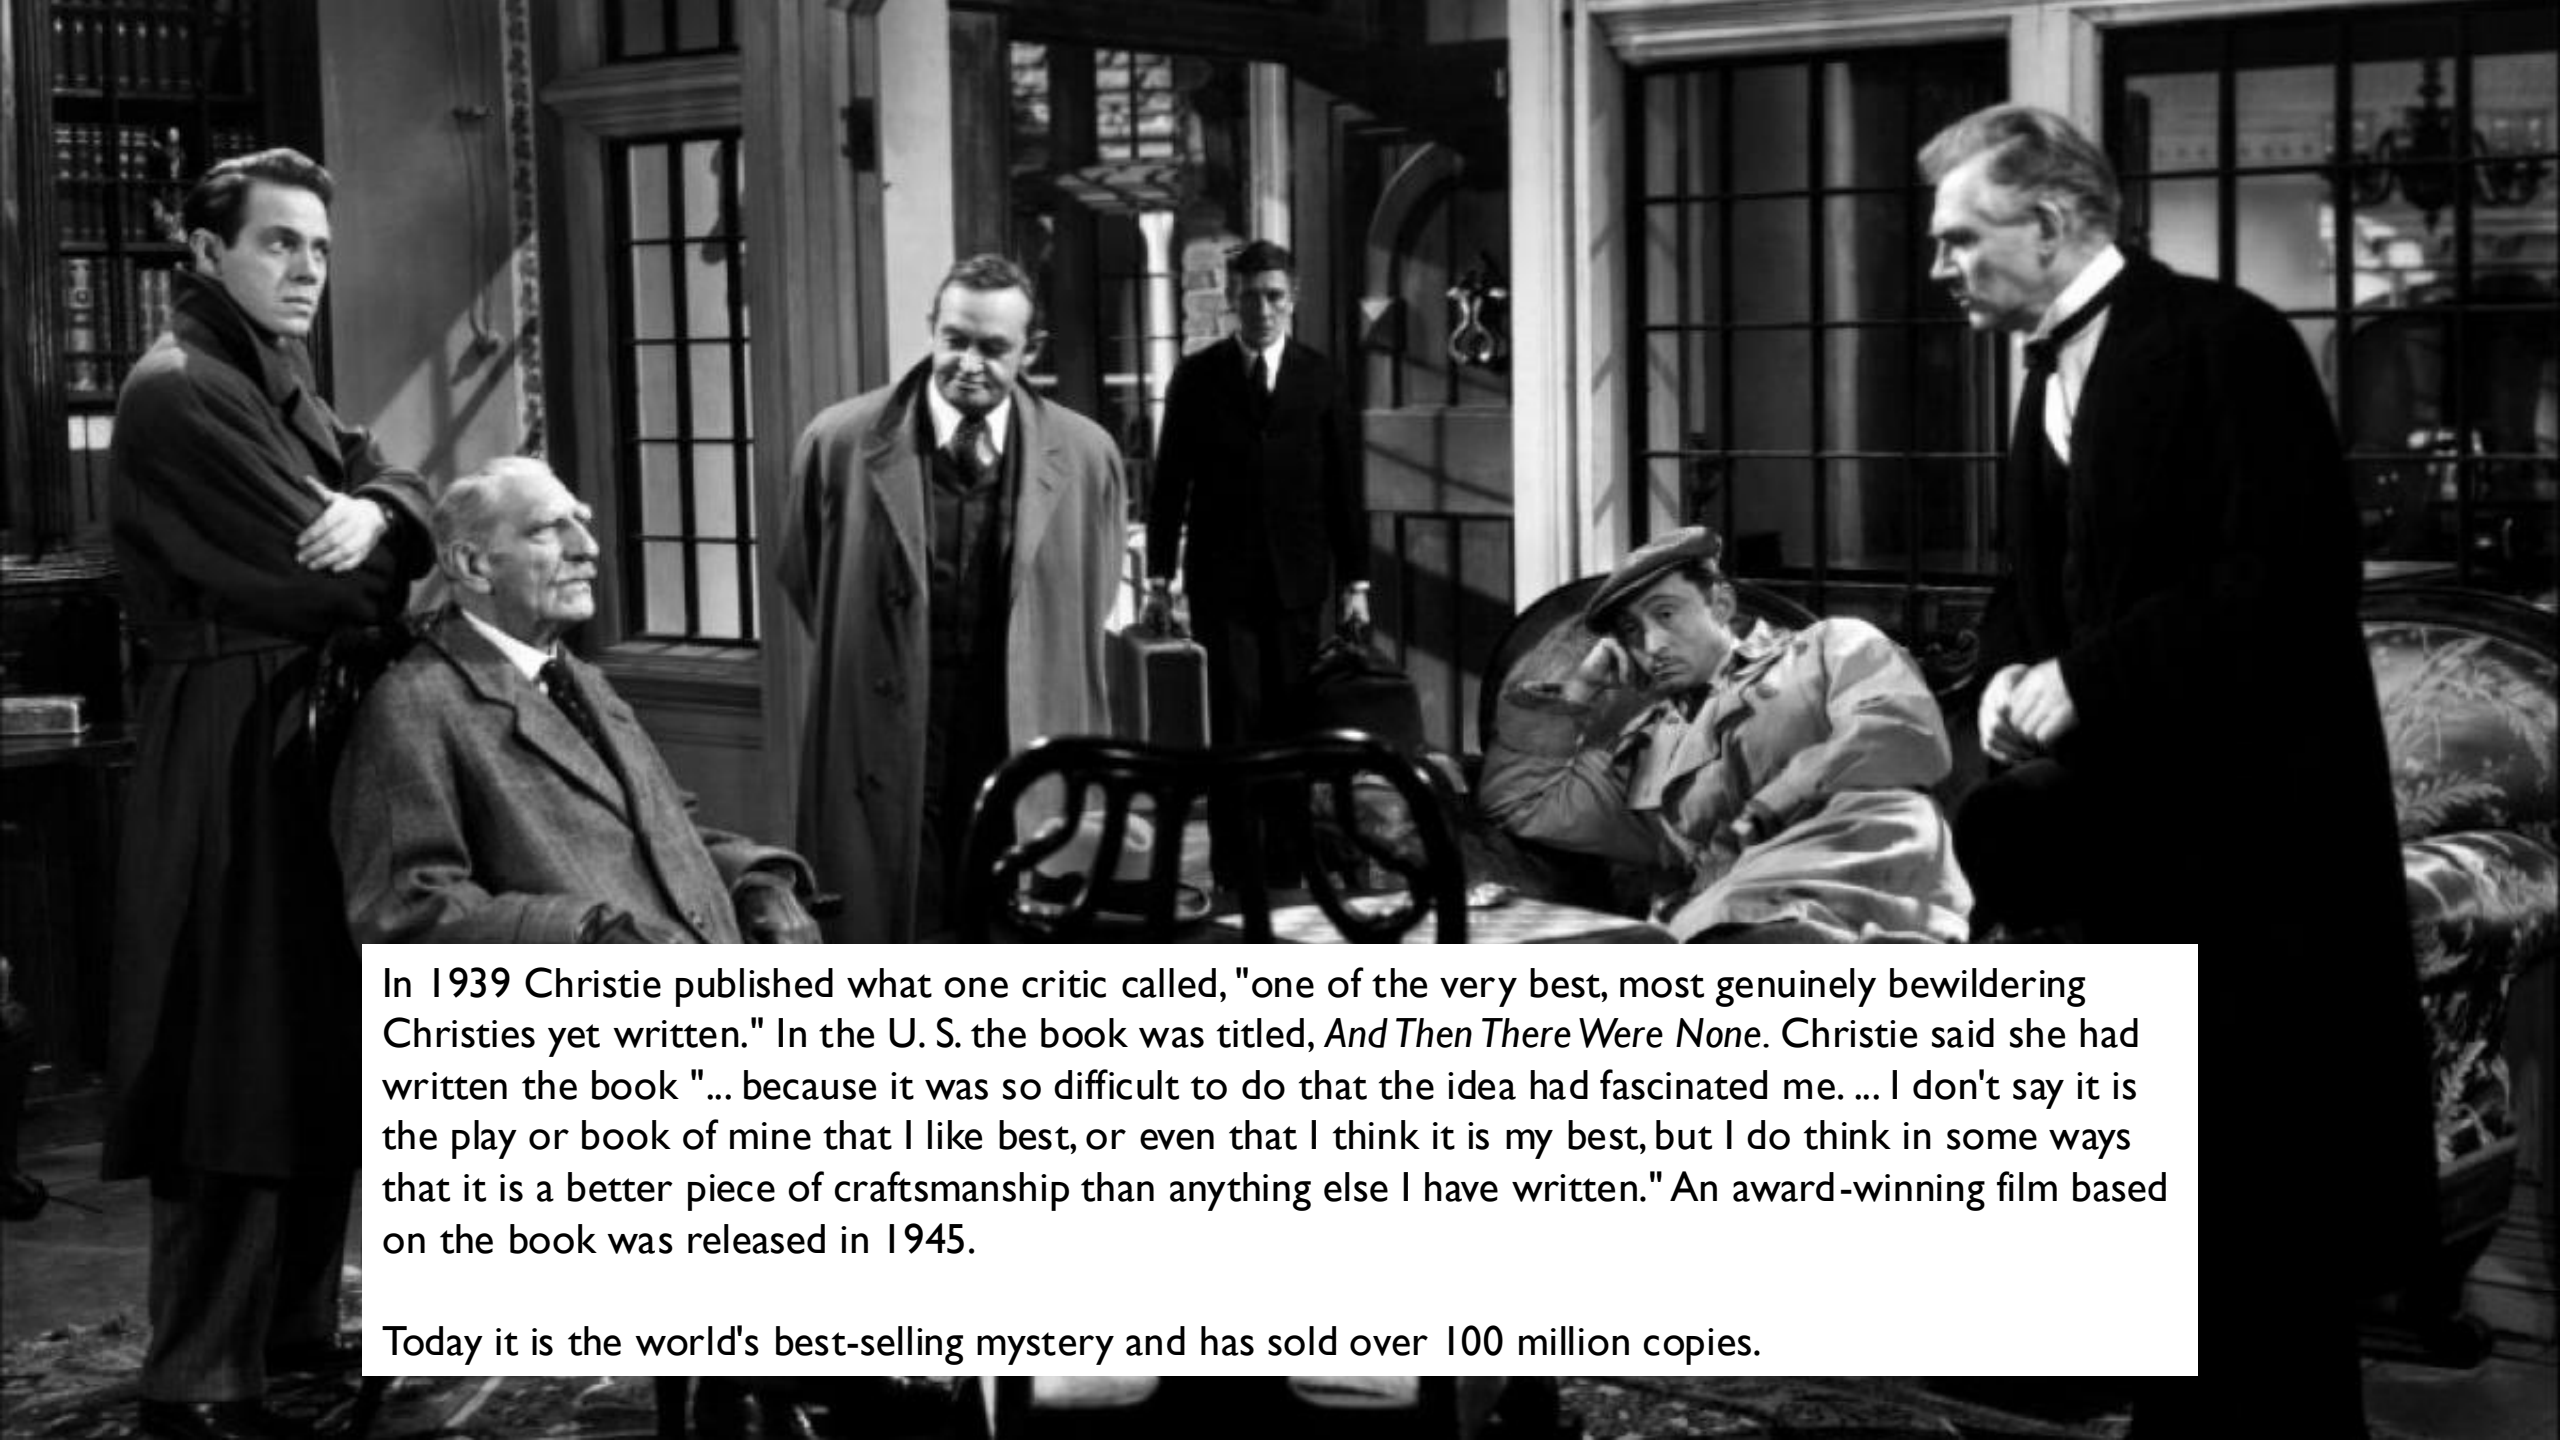 In 1939 Christie published what one critic called, "one of the very best, most genuinely bewildering
Christies yet written." In the U. S. the book was titled, And Then There Were None. Christie said she had
written the book "... because it was so difficult to do that the idea had fascinated me. ... I don't say it is
the play or book of mine that I like best, or even that I think it is my best, but I do think in some ways
that it is a better piece of craftsmanship than anything else I have written." An award-winning film based
on the book was released in 1945.
Today it is the world's best-selling mystery and has sold over 100 million copies.